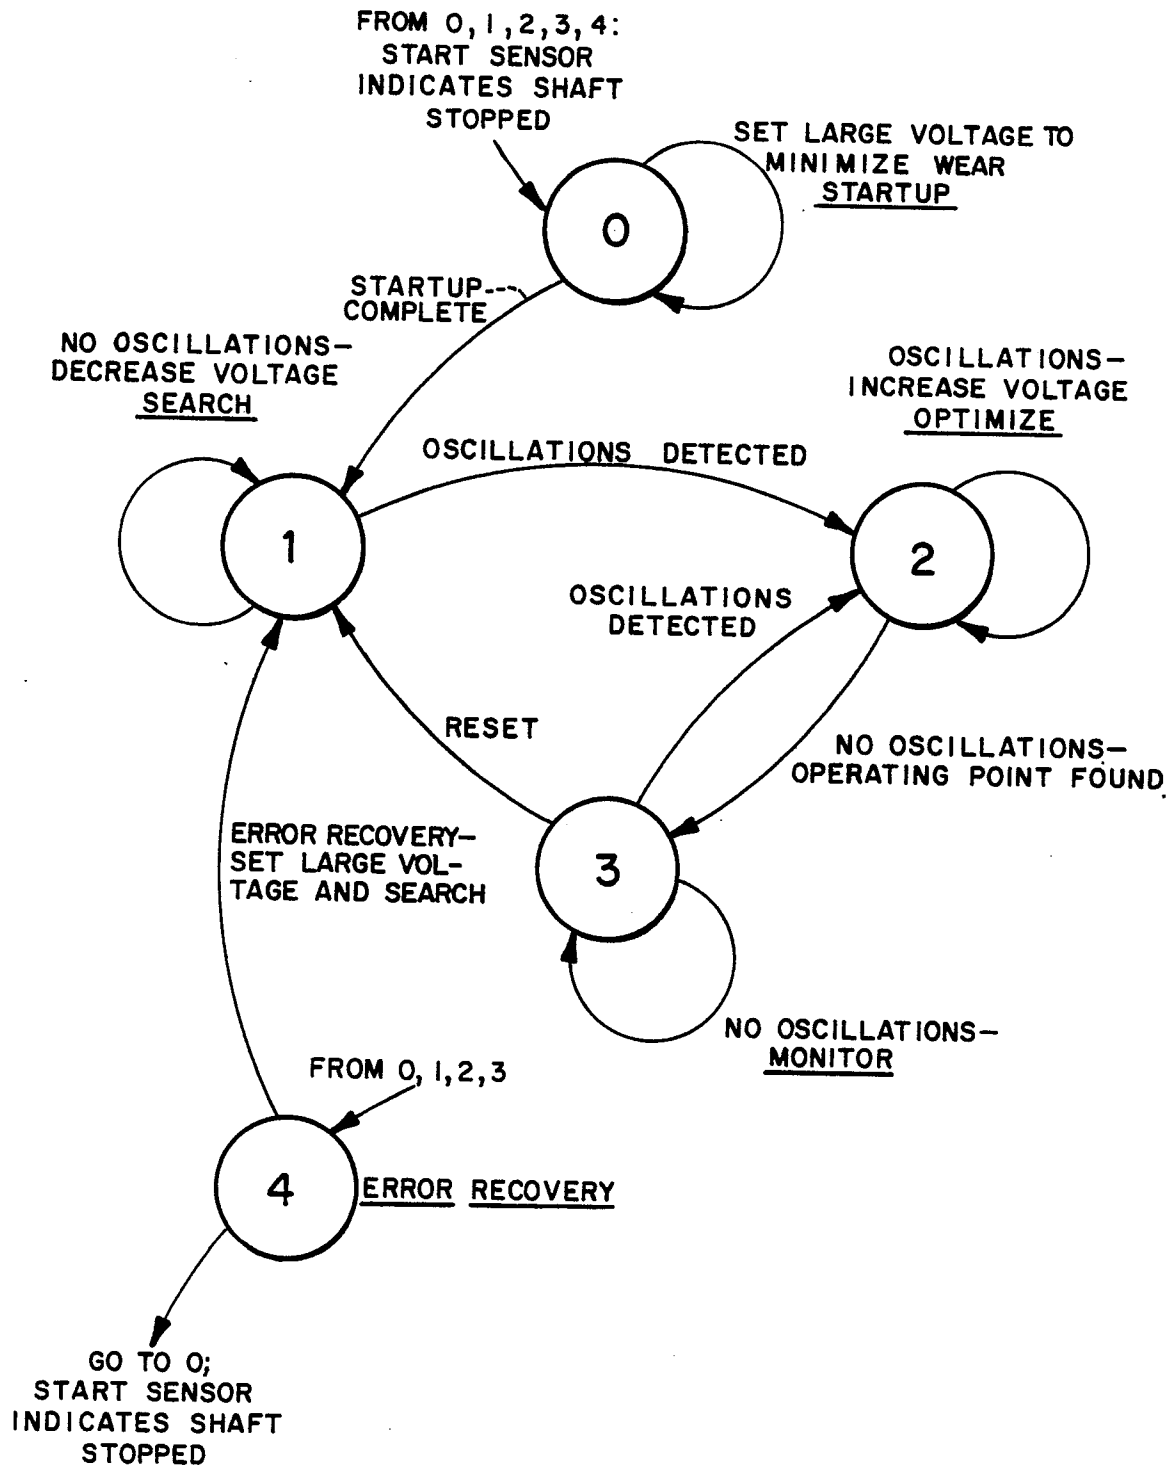 FROM 0, 1, 2, 3, 4:
START SENSOR
INDICATES SHAFT
STOPPED
SET LARGE VOLTAGE TO
MINIMIZE WEAR
STARTUP
0
STARTUP
COMPLETE
NO OSCILLATIONS—
DECREASE VOLTAGE
SEARCH
OSCILLATIONS—
INCREASE VOLTAGE
OPTIMIZE
OSCILLATIONS DETECTED
1
2
OSCILLATIONS
DETECTED
RESET
NO OSCILLATIONS—
OPERATING POINT FOUND
ERROR RECOVERY—
SET LARGE VOL-
TAGE AND SEARCH
3
NO OSCILLATIONS—
MONITOR
FROM 0, 1, 2, 3
4
ERROR RECOVERY
GO TO 0;
START SENSOR
INDICATES SHAFT
STOPPED